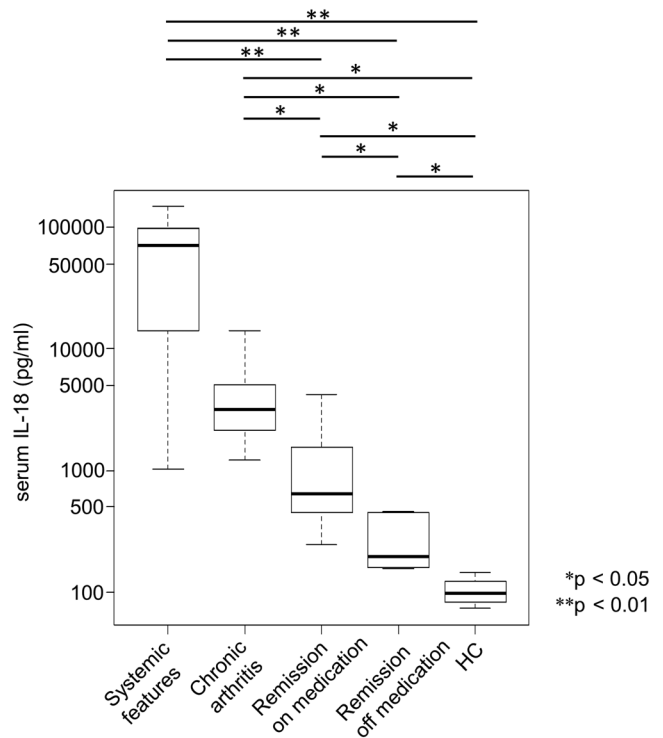 **
**
**
*
*
*
*
*
*
100000
50000
10000
5000
1000
500
100
serum IL-18 (pg/ml)
*p < 0.05
**p < 0.01
Systemic
features
Chronic
arthritis
Remission
on medication
Remission
off medication
HC